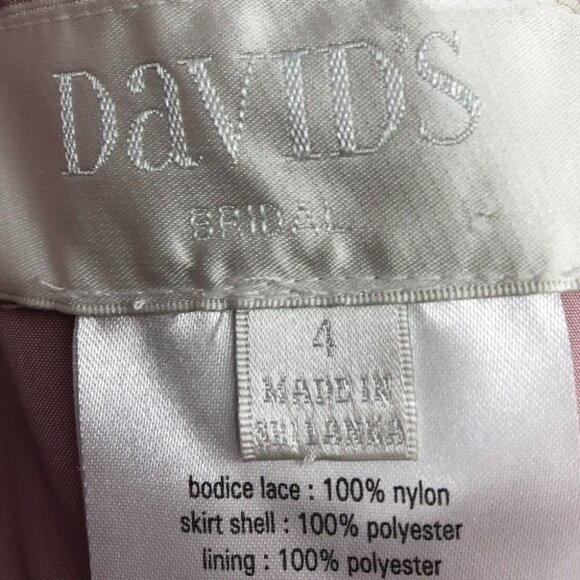 DaVID'S
BRIDAL
4
MADE IN
SRI LANKA
bodice lace : 100% nylon
skirt shell : 100% polyester
lining : 100% polyester